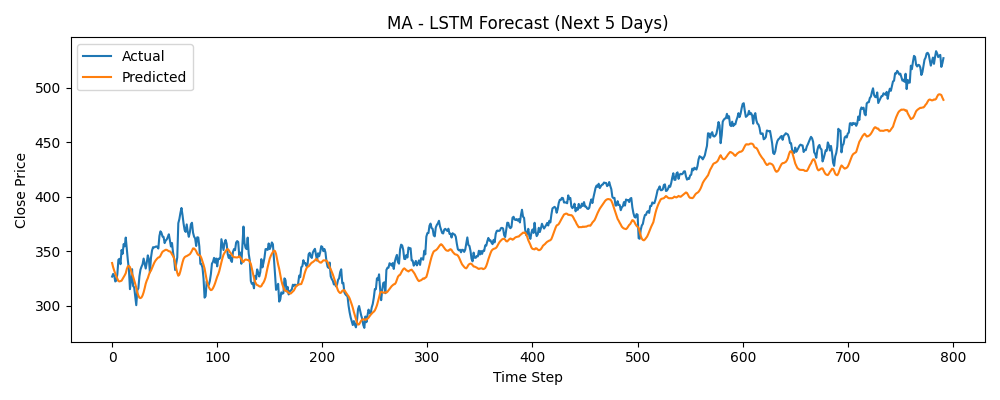 MA - LSTM Forecast (Next 5 Days)
Actual
Predicted
Close Price
500
450
400
350
300
0 100 200 300 400 500 600 700 800
Time Step